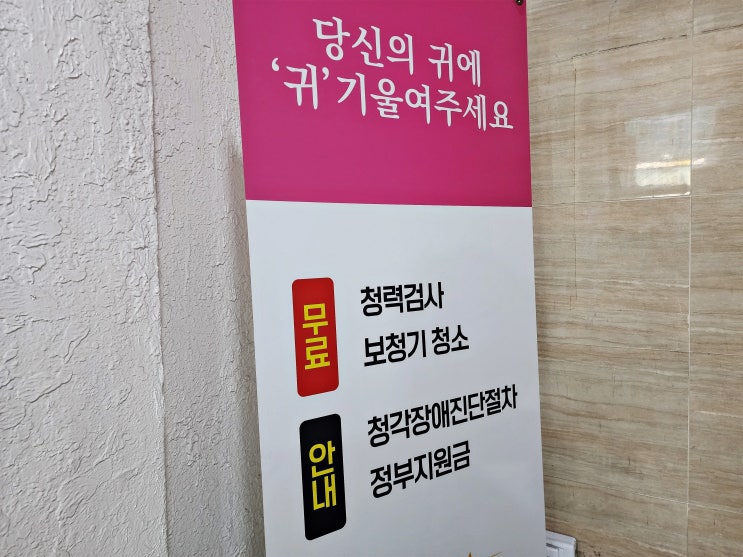 당신의 귀에
'귀'기울여주세요
무료
청력검사
보청기 청소
안내
청각장애진단절차
정부지원금